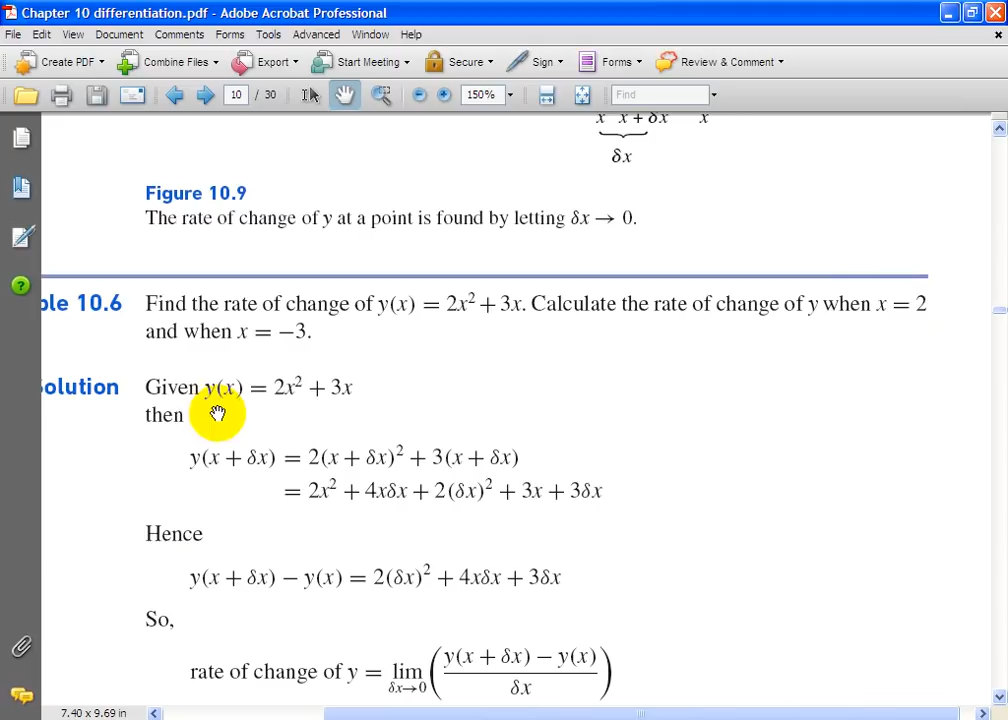 Chapter 10 differentiation.pdf - Adobe Acrobat Professional
File Edit View Document Comments Forms Tools Advanced Window Help
Create PDF Combine Files Export Start Meeting Secure Sign Forms Review & Comment
10 / 30 150% Find
x x + δx x
δx
Figure 10.9
The rate of change of y at a point is found by letting δx → 0.
ble 10.6 Find the rate of change of y(x) = 2x² + 3x. Calculate the rate of change of y when x = 2
and when x = −3.
olution Given y(x) = 2x² + 3x
then
y(x + δx) = 2(x + δx)² + 3(x + δx)
= 2x² + 4xδx + 2(δx)² + 3x + 3δx
Hence
y(x + δx) − y(x) = 2(δx)² + 4xδx + 3δx
So,
rate of change of y = lim δx→0 ( y(x + δx) − y(x) / δx )
7.40 x 9.69 in